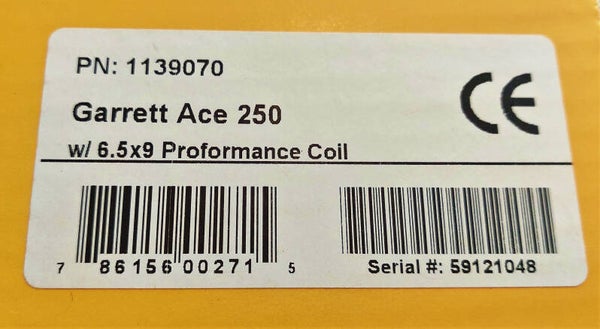 PN: 1139070
CE
Garrett Ace 250
w/ 6.5x9 Proformance Coil
7 86156 00271 5
Serial #: 59121048